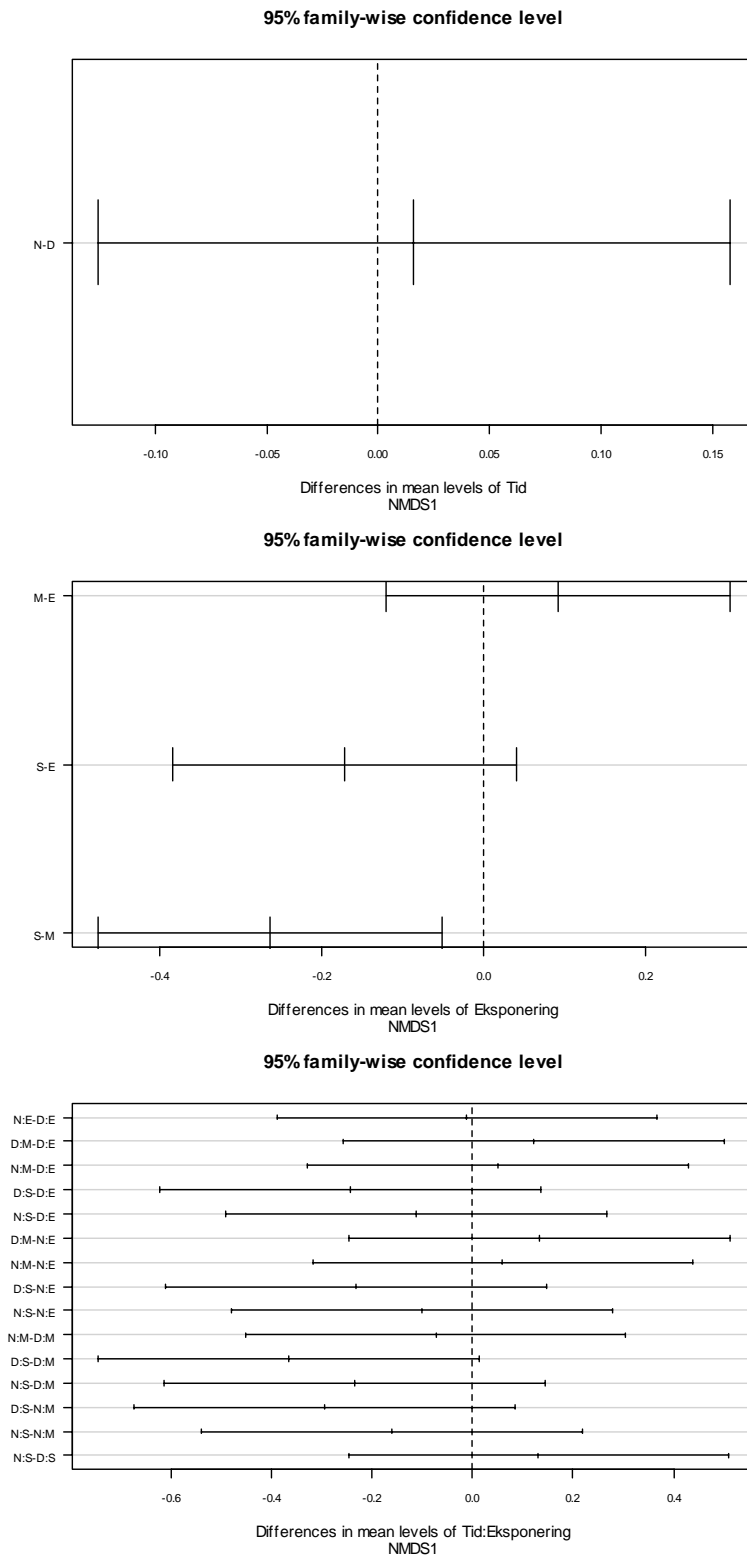 95% family-wise confidence level
N-D
-0.10 -0.05 0.00 0.05 0.10 0.15
Differences in mean levels of Tid
NMDS1
95% family-wise confidence level
M-E
S-E
S-M
-0.4 -0.2 0.0 0.2
Differences in mean levels of Eksponering
NMDS1
95% family-wise confidence level
N:E-D:E
D:M-D:E
N:M-D:E
D:S-D:E
N:S-D:E
D:M-N:E
N:M-N:E
D:S-N:E
N:S-N:E
N:M-D:M
D:S-D:M
N:S-D:M
D:S-N:M
N:S-N:M
N:S-D:S
-0.6 -0.4 -0.2 0.0 0.2 0.4
Differences in mean levels of Tid:Eksponering
NMDS1